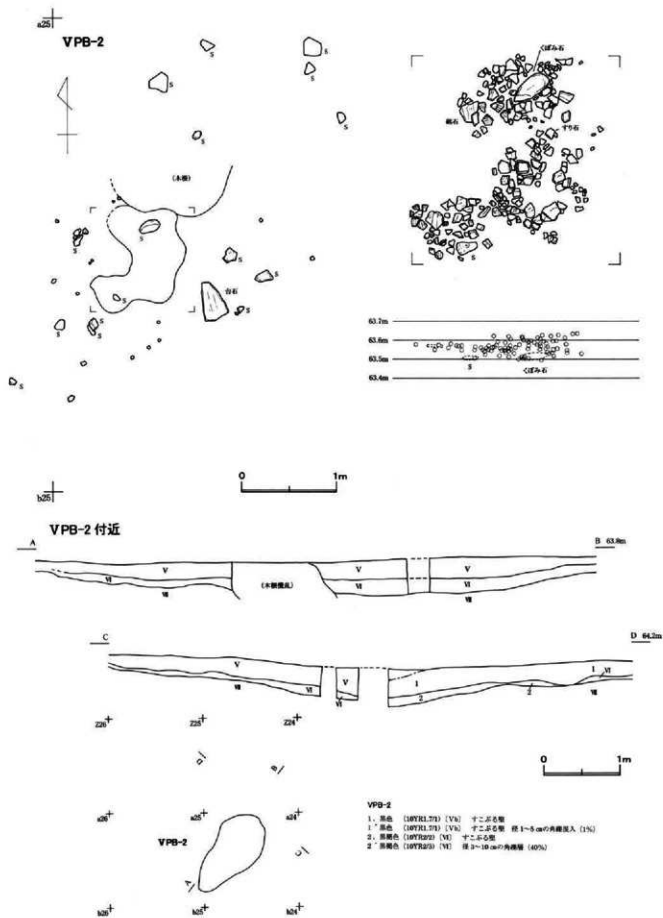 a25
VPB-2
S
S
S
S
S
S
(木根)
S
S
S
S
S
台石
S
S
S
S
S
b25
くぼみ石
すり石
S
63.7m
63.6m
63.5m
63.4m
S
くぼみ石
0 1m
VPB-2 付近
A
B 63.8m
V
V
V
VI
VI
VI
VII
VII
(木根攪乱)
C
D 64.2m
V
VI
VII
V
VI
1
2
1´
VI
2´
VII
Z26
Z25
Z24
D
B
a26
a25
a24
VPB-2
C
A
b26
b25
b24
0 1m
VPB-2
1. 黒色 (10YR1.7/1) [Vh] すこぶる堅
1´ 黒色 (10YR1.7/1) [Vh] すこぶる堅 径1~5㎝の角礫混入 (1%)
2. 黒褐色 (10YR2/2) [VI] すこぶる堅
2´ 黒褐色 (10YR2/3) [VI] 径3~10㎝の角礫層 (40%)